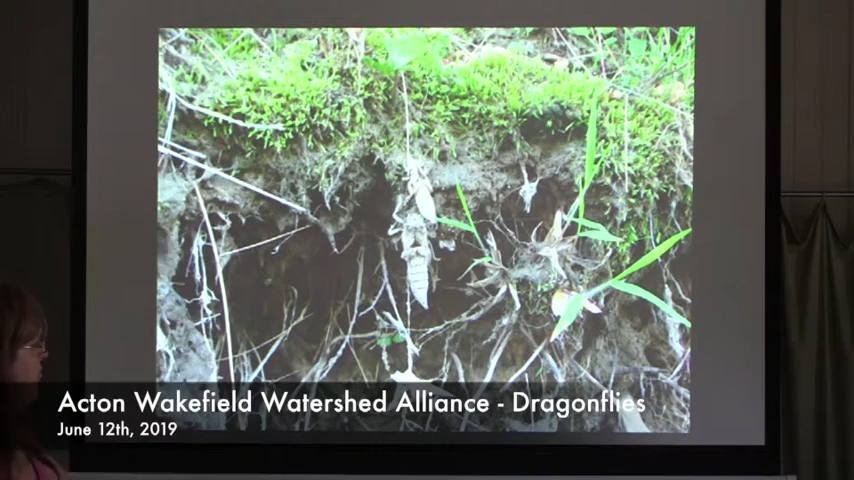 Acton Wakefield Watershed Alliance - Dragonflies
June 12th, 2019